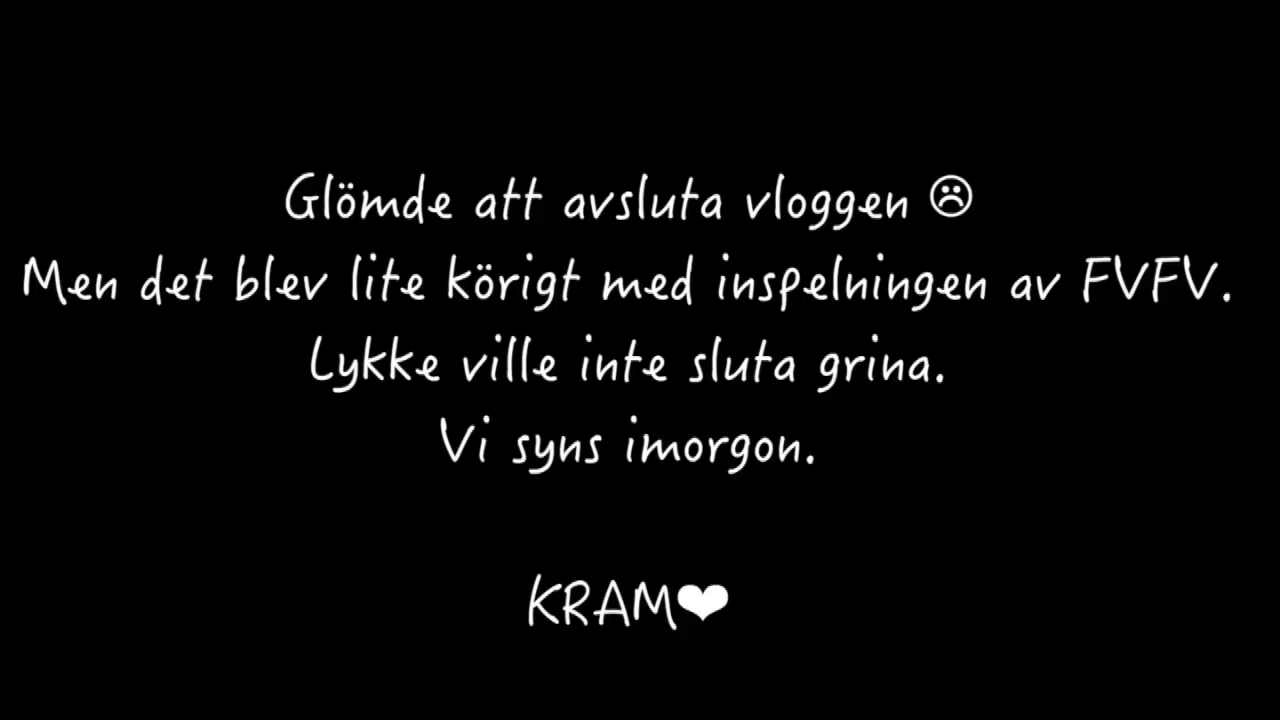 Glömde att avsluta vloggen ☹
Men det blev lite körigt med inspelningen av FVFV.
Lykke ville inte sluta grina.
Vi syns imorgon.
KRAM❤